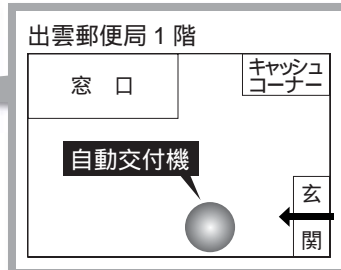 出雲郵便局1階
窓 口
キャッシュ
コーナー
自動交付機
玄
関